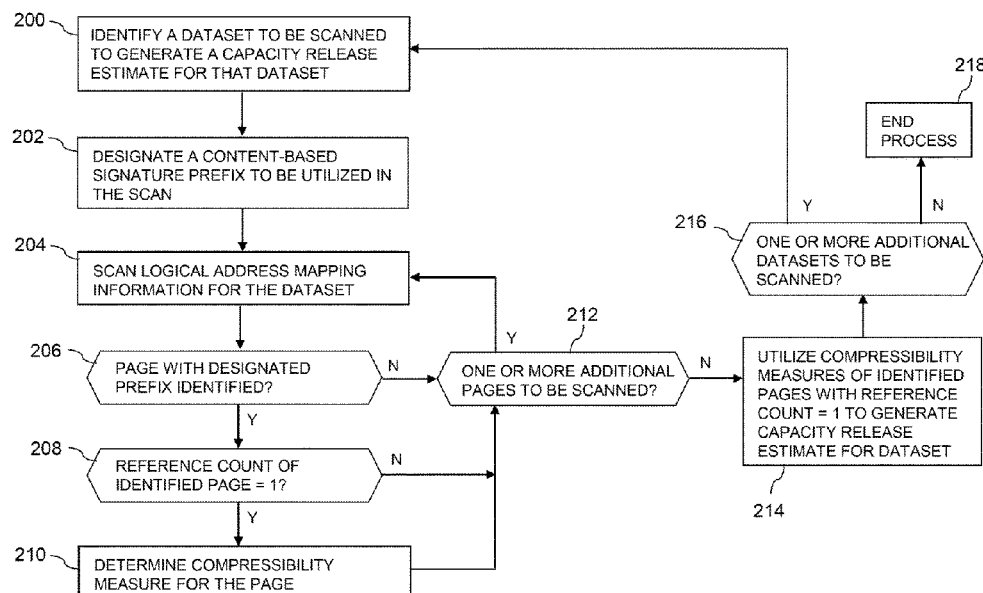 200
IDENTIFY A DATASET TO BE SCANNED
TO GENERATE A CAPACITY RELEASE
ESTIMATE FOR THAT DATASET
202
DESIGNATE A CONTENT-BASED
SIGNATURE PREFIX TO BE UTILIZED IN
THE SCAN
204
SCAN LOGICAL ADDRESS MAPPING
INFORMATION FOR THE DATASET
206
PAGE WITH DESIGNATED
PREFIX IDENTIFIED?
N
Y
208
REFERENCE COUNT OF
IDENTIFIED PAGE = 1?
N
Y
210
DETERMINE COMPRESSIBILITY
MEASURE FOR THE PAGE
212
Y
ONE OR MORE ADDITIONAL
PAGES TO BE SCANNED?
N
UTILIZE COMPRESSIBILITY
MEASURES OF IDENTIFIED
PAGES WITH REFERENCE
COUNT = 1 TO GENERATE
CAPACITY RELEASE
ESTIMATE FOR DATASET
214
216
ONE OR MORE ADDITIONAL
DATASETS TO BE
SCANNED?
Y
N
218
END
PROCESS